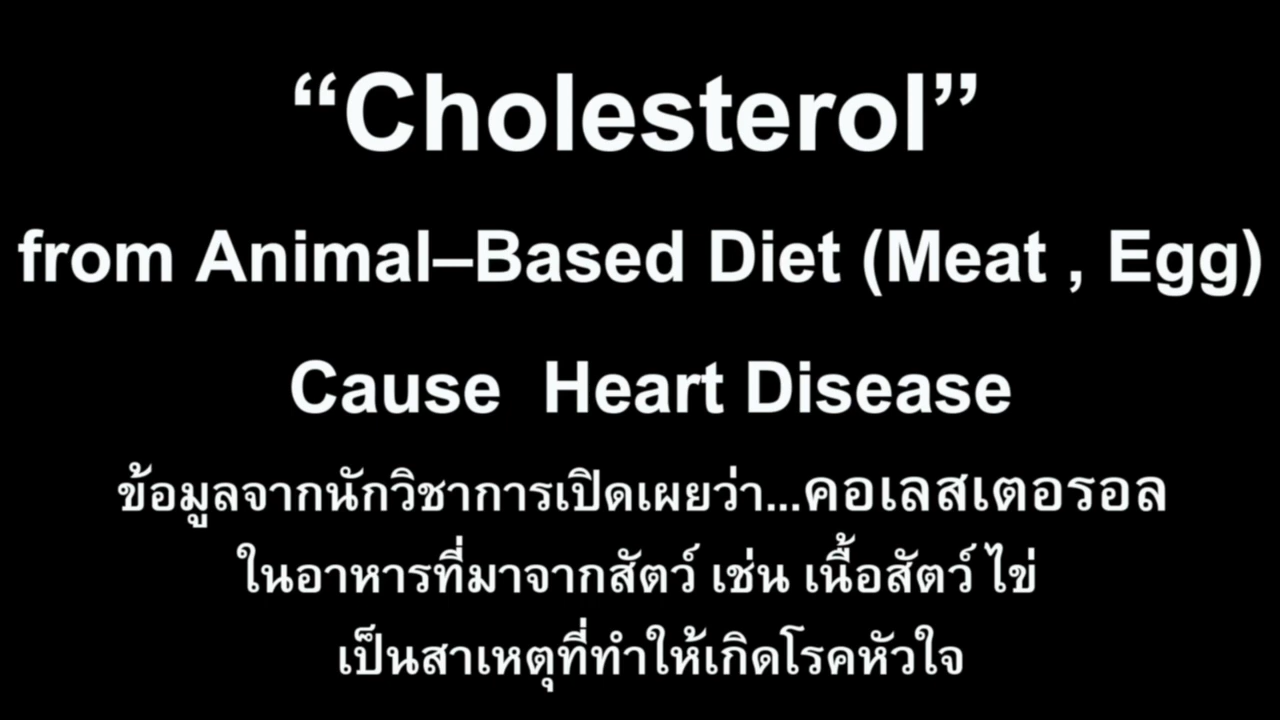 “Cholesterol”
from Animal–Based Diet (Meat , Egg)
Cause Heart Disease
ข้อมูลจากนักวิชาการเปิดเผยว่า...คอเลสเตอรอล
ในอาหารที่มาจากสัตว์ เช่น เนื้อสัตว์ ไข่
เป็นสาเหตุที่ทำให้เกิดโรคหัวใจ